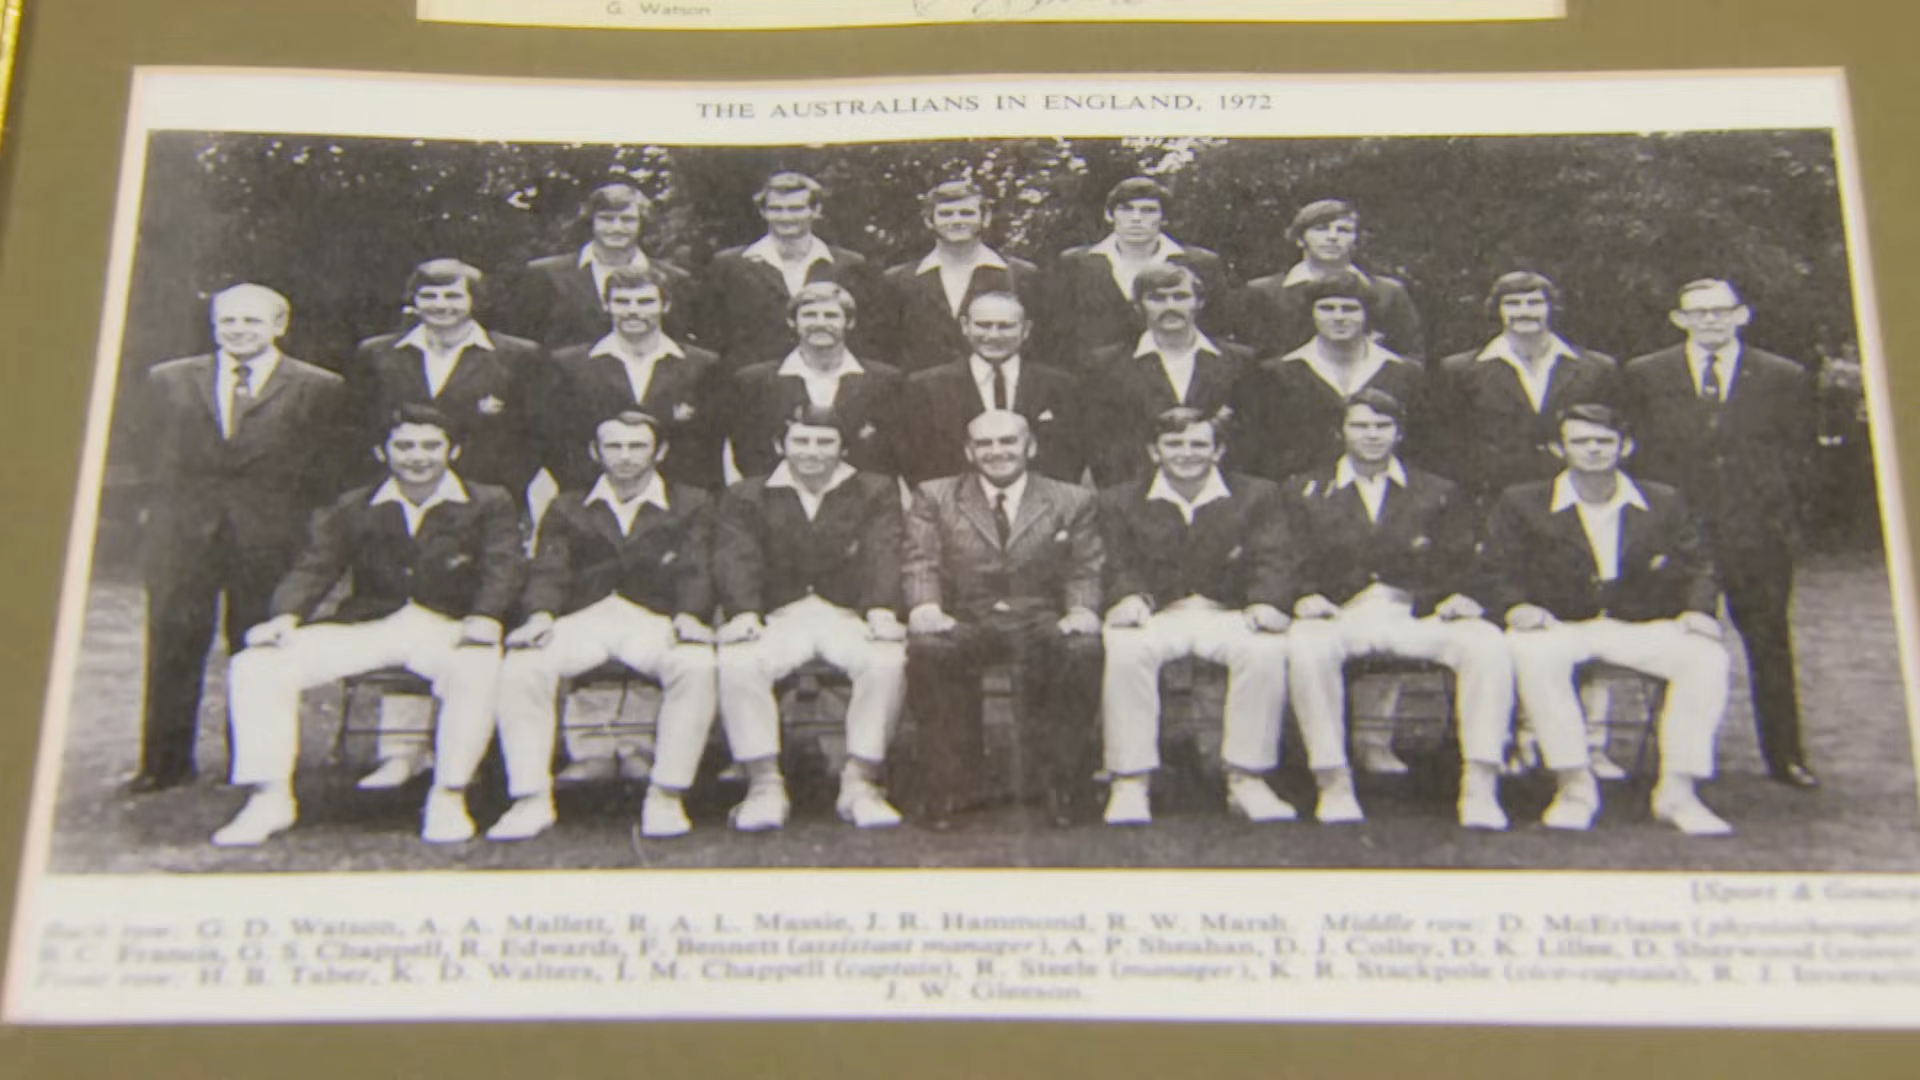 G. Watson
THE AUSTRALIANS IN ENGLAND, 1972
[Sport & General
Back row: G. D. Watson, A. A. Mallett, R. A. L. Massie, J. R. Hammond, R. W. Marsh. Middle row: D. McErlane (physiotherapist)
B. C. Francis, G. S. Chappell, R. Edwards, F. Bennett (assistant manager), A. P. Sheahan, D. J. Colley, D. K. Lillee, D. Sherwood
Front row: H. B. Taber, K. D. Walters, I. M. Chappell (captain), R. Steele (manager), K. R. Stackpole (vice-captain), R. J.
J. W. Gleeson.